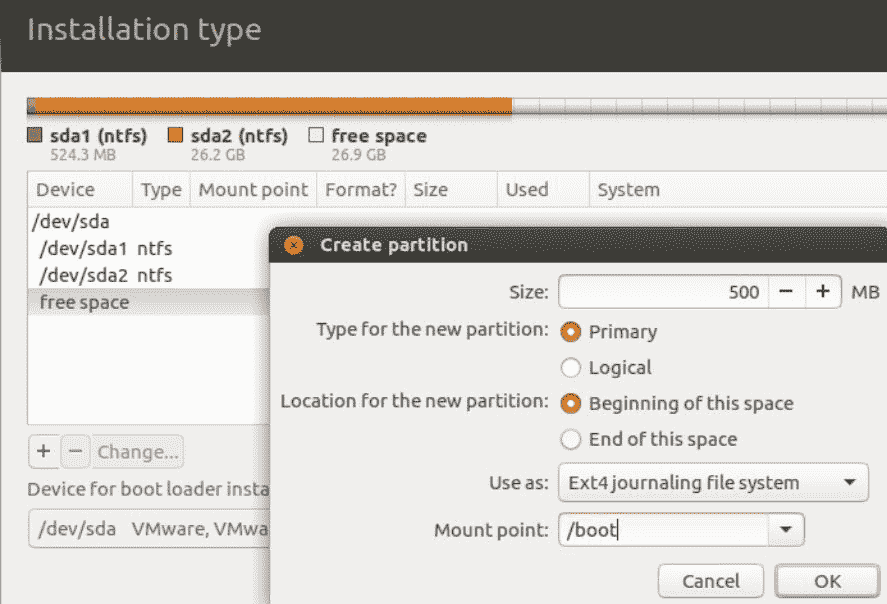 Installation type
sda1 (ntfs) sda2 (ntfs) free space
524.3 MB 26.2 GB 26.9 GB
Device Type Mount point Format? Size Used System
/dev/sda
/dev/sda1 ntfs
/dev/sda2 ntfs
free space
Create partition
Size: 500 − + MB
Type for the new partition: Primary
Logical
Location for the new partition: Beginning of this space
End of this space
Use as: Ext4 journaling file system
Mount point: /boot
Cancel OK
+ − Change...
Device for boot loader insta
/dev/sda VMware, VMwa